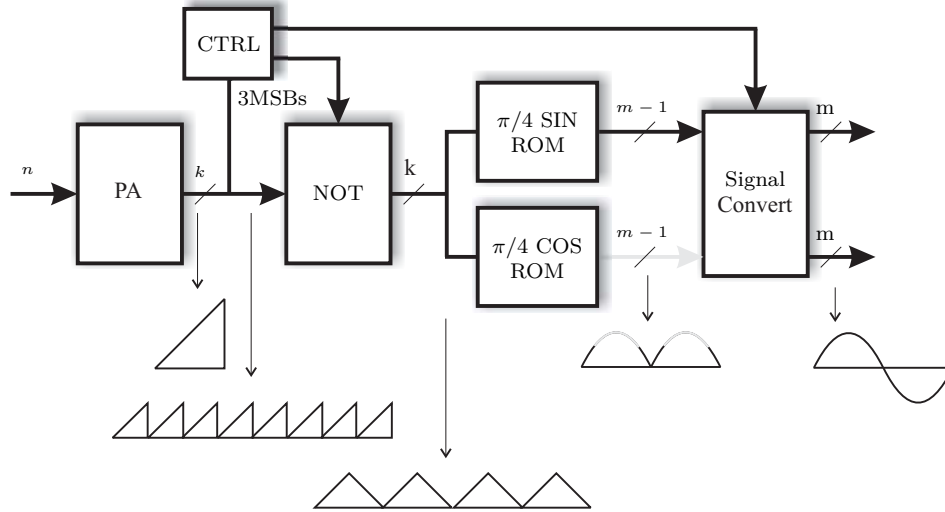 CTRL
3MSBs
n
PA
k
NOT
k
π/4 SIN
ROM
m − 1
π/4 COS
ROM
m − 1
Signal
Convert
m
m